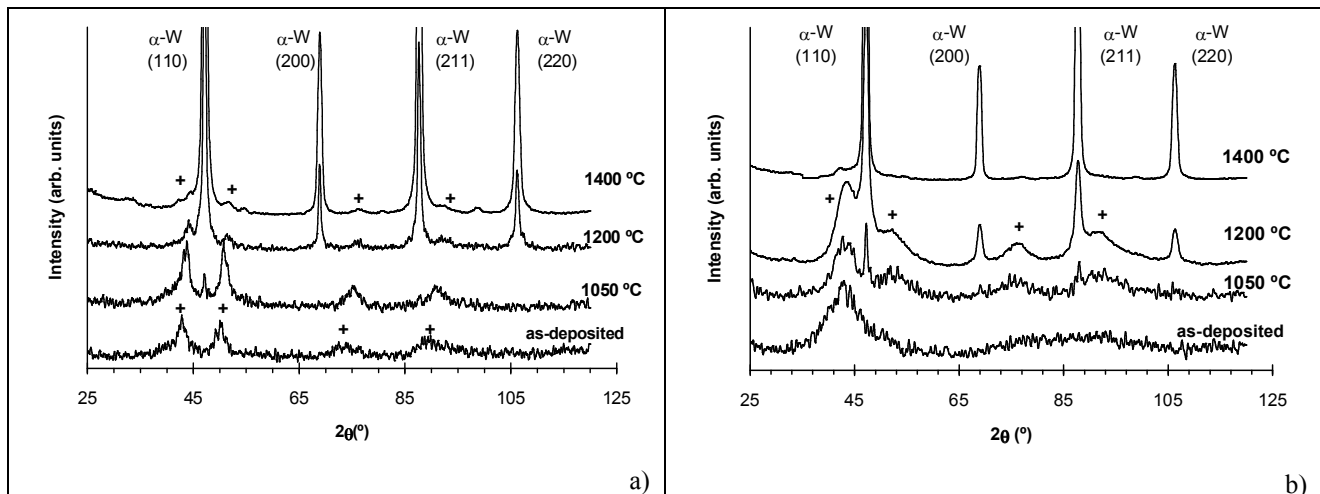 α-W α-W α-W α-W
(110) (200) (211) (220)
Intensity (arb. units)
+ + + +
1400 ºC
1200 ºC
1050 ºC
+ + + +
as-deposited
25 45 65 85 105 125
2θ(º)
a)
α-W α-W α-W α-W
(110) (200) (211) (220)
Intensity (arb. units)
1400 ºC
+ + + +
1200 ºC
1050 ºC
as-deposited
25 45 65 85 105 125
2θ (º)
b)